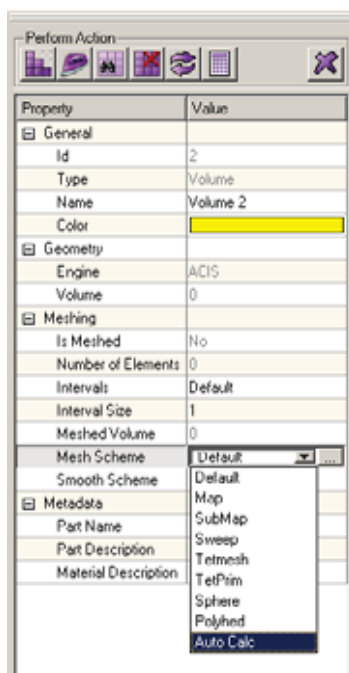 Perform Action
Property Value
General
Id 2
Type Volume
Name Volume 2
Color
Geometry
Engine ACIS
Volume 0
Meshing
Is Meshed No
Number of Elements 0
Intervals Default
Interval Size 1
Meshed Volume 0
Mesh Scheme Default ...
Smooth Scheme Default
Metadata Map
Part Name SubMap
Part Description Sweep
Material Description Tetmesh
TetPrim
Sphere
Polyhed
Auto Calc